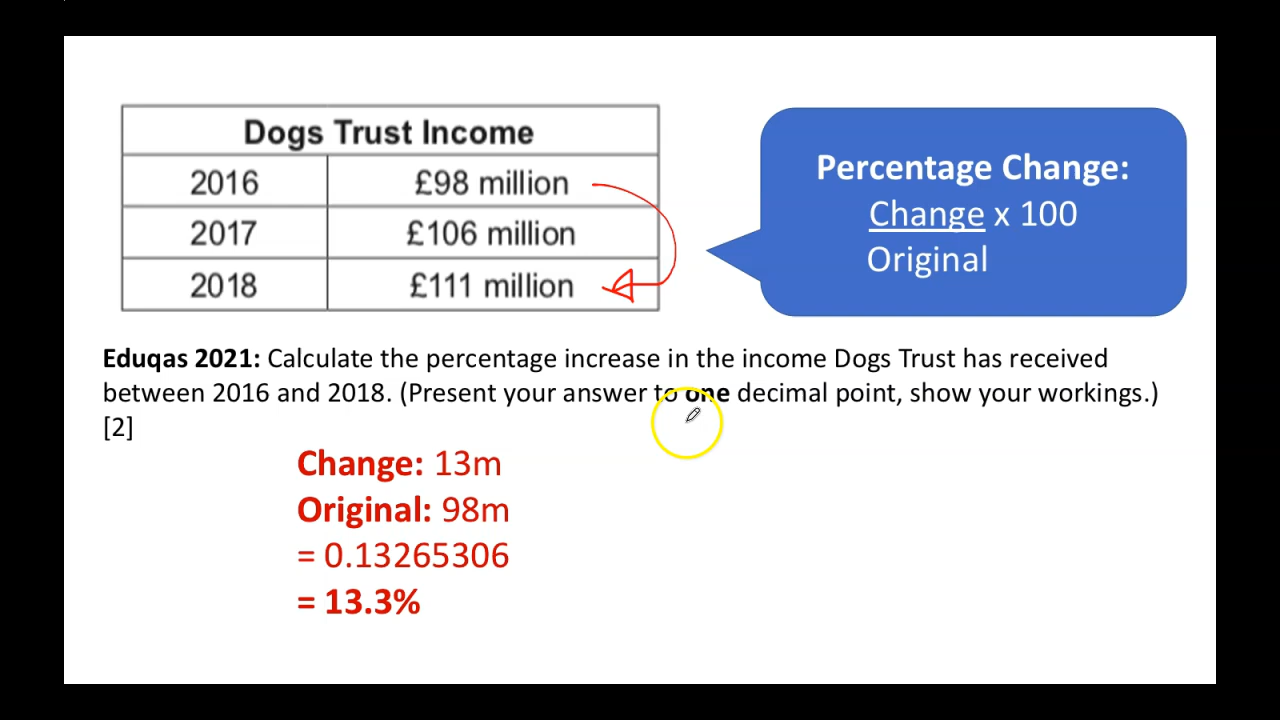 Dogs Trust Income
2016 £98 million
2017 £106 million
2018 £111 million
Percentage Change:
Change x 100
Original
Eduqas 2021: Calculate the percentage increase in the income Dogs Trust has received
between 2016 and 2018. (Present your answer to one decimal point, show your workings.)
[2]
Change: 13m
Original: 98m
= 0.13265306
= 13.3%